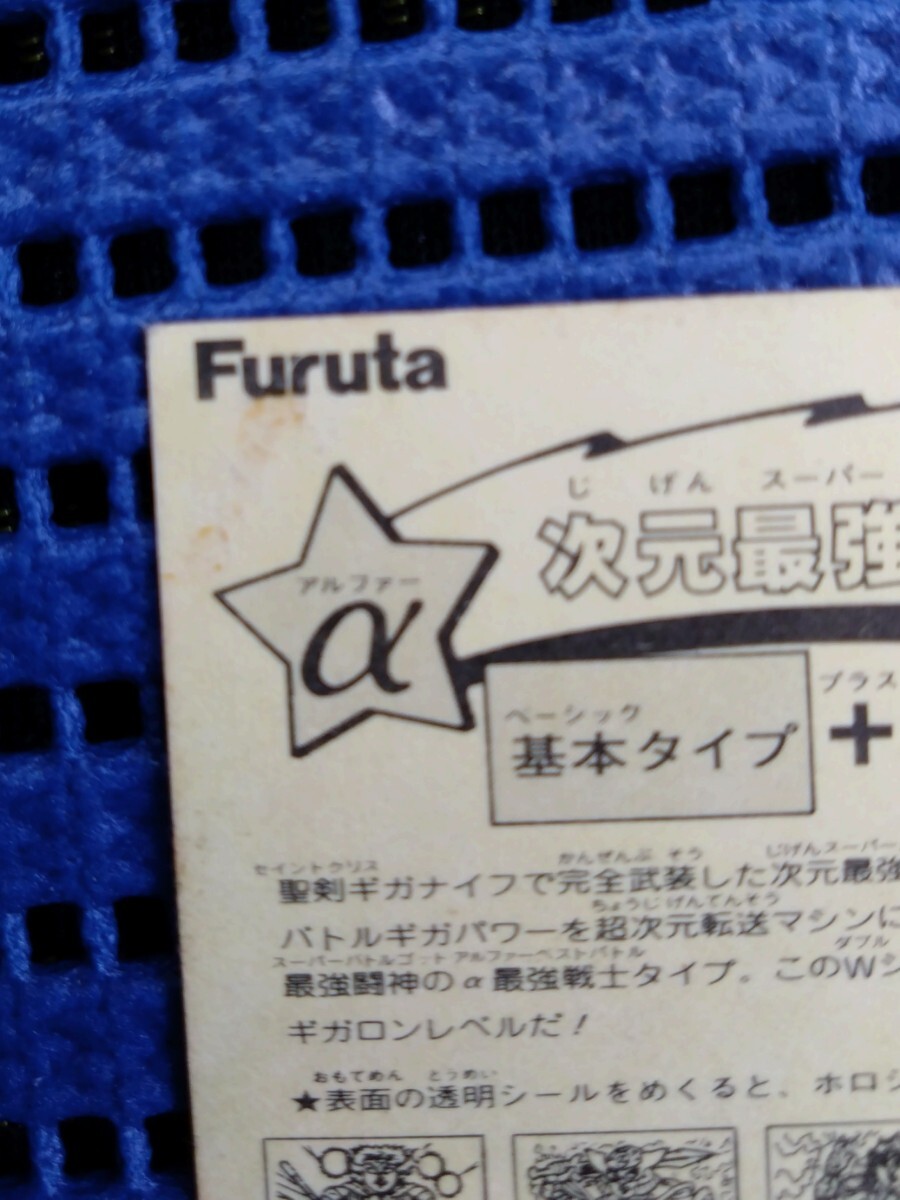 Furuta
じ げん スーパー
次元最強
アルファー
α
プラス
ベーシック
基本タイプ +
セイントクリス かんぜんぶ そう じげんスーパー
聖剣ギガナイフで完全武装した次元最強
ちょうじげんてんそう
バトルギガパワーを超次元転送マシンに
スーパーバトルゴット アルファーベストバトル ダブル
最強闘神のα最強戦士タイプ。このWシ
ギガロンレベルだ!
おもてめん とうめい
★表面の透明シールをめくると、ホロシ